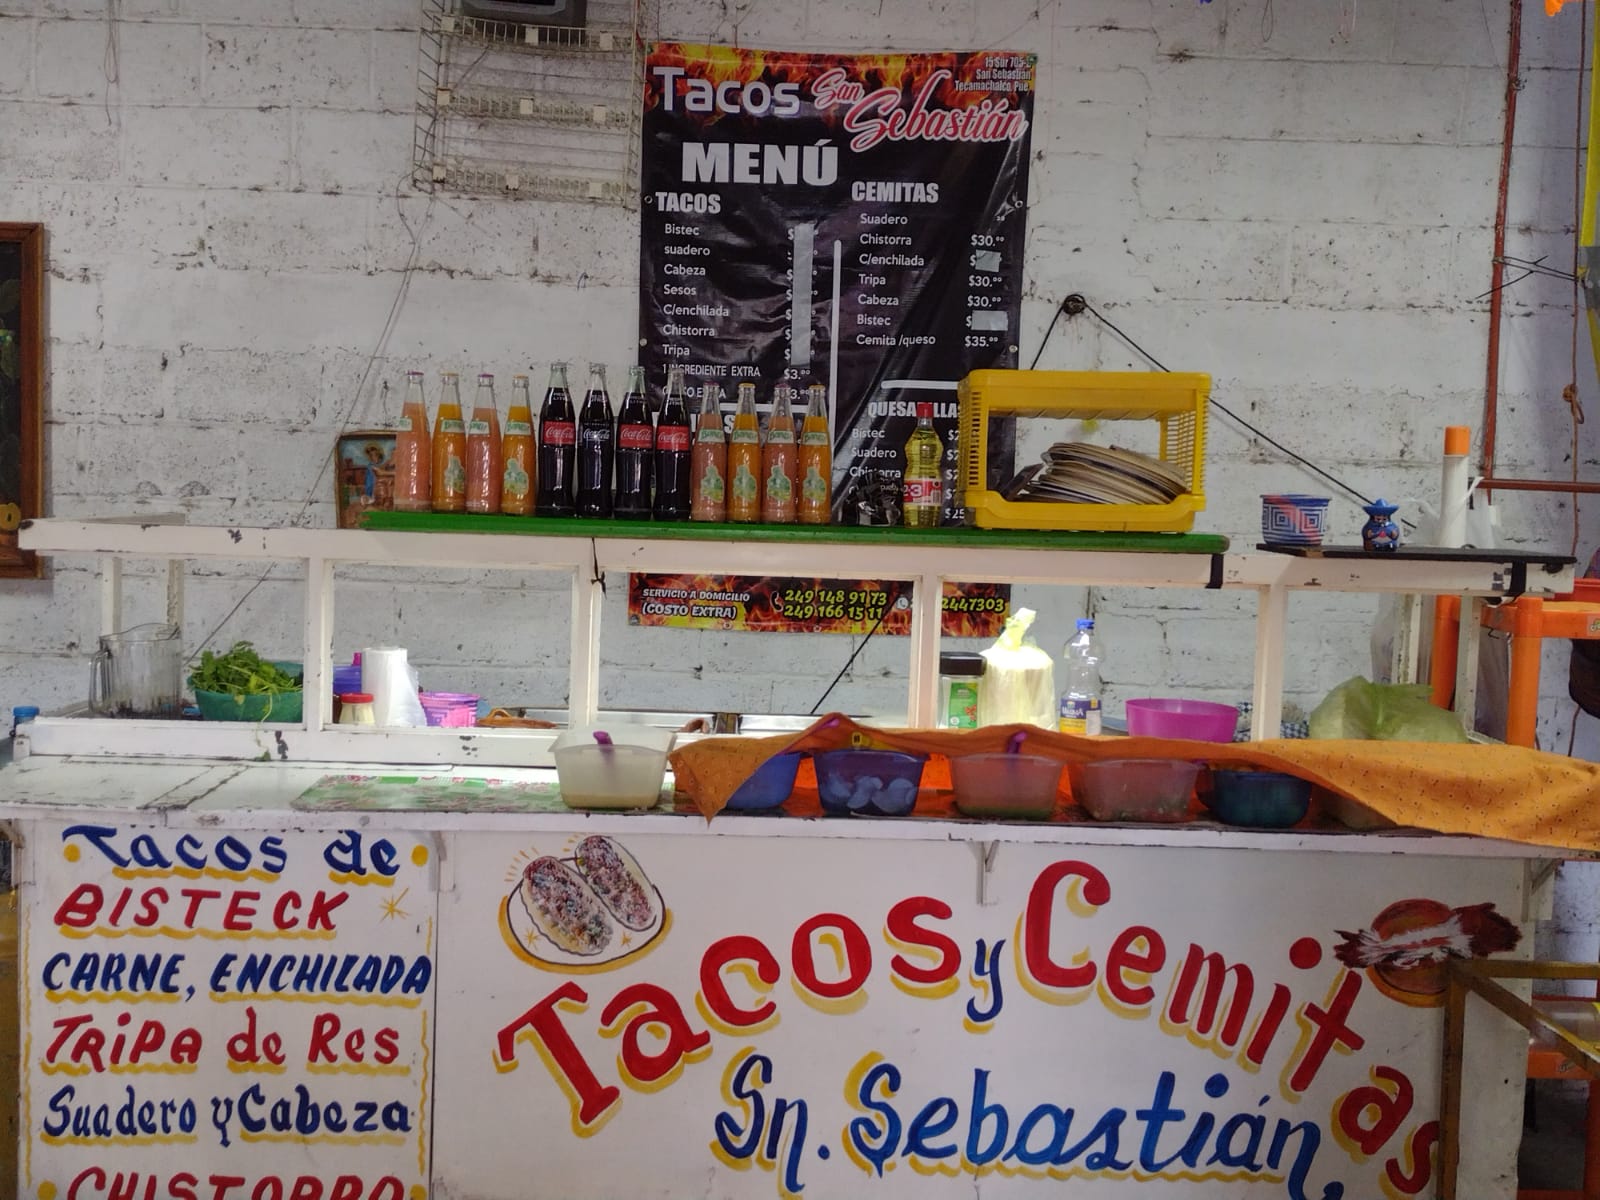 Tacos San Sebastián
15 Sur 705-C
San Sebastián
Tecamachalco, Pue.
MENÚ
TACOS
Bistec $
suadero
Cabeza
Sesos
C/enchilada
Chistorra
Tripa
1 INGREDIENTE EXTRA $3.⁰⁰
CEMITAS
Suadero
Chistorra $30.⁰⁰
C/enchilada $
Tripa $30.⁰⁰
Cabeza $30.⁰⁰
Bistec $
Cemita /queso $35.⁰⁰
Bistec
Suadero
Chistorra
$25
Coca-Cola
Coca-Cola
Coca-Cola
Coca-Cola
SERVICIO A DOMICILIO
(COSTO EXTRA)
249 148 91 73
249 166 15 11
2447303
Tacos de
BISTECK
CARNE, ENCHILADA
TRiPA de Res
Suadero y Cabeza
CHISTORRO
Tacos y Cemitas
Sn. Sebastián